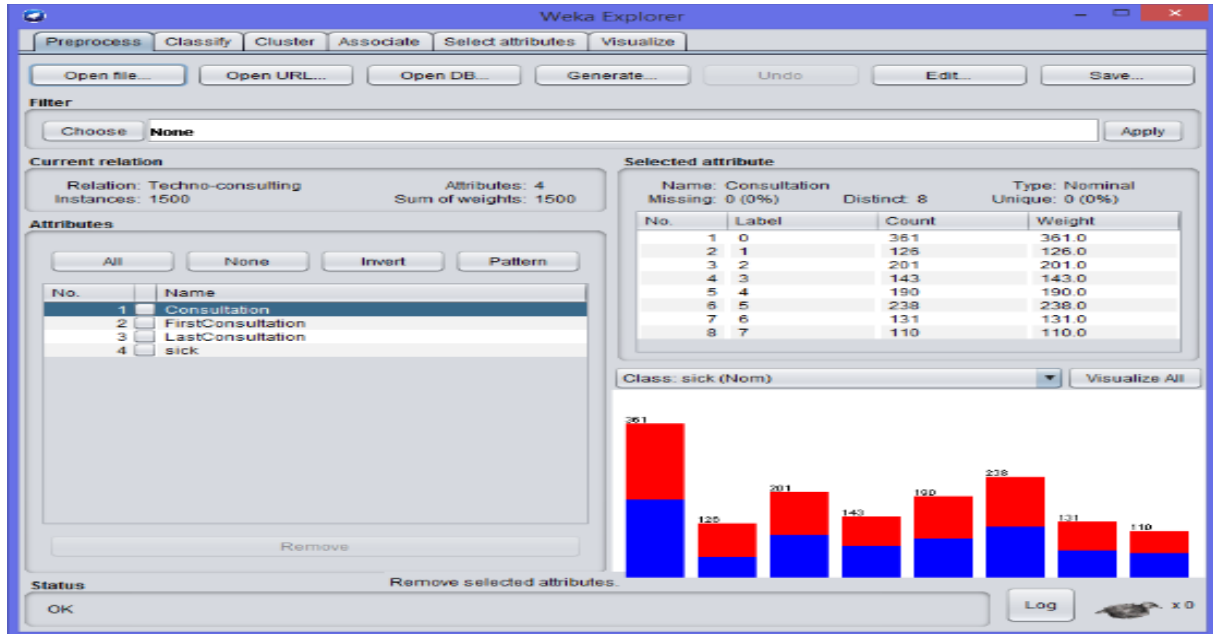 Weka Explorer
Preprocess Classify Cluster Associate Select attributes Visualize
Open file... Open URL... Open DB... Generate... Undo Edit... Save...
Filter
Choose None Apply
Current relation
Relation: Techno-consulting Attributes: 4
Instances: 1500 Sum of weights: 1500
Attributes
All None Invert Pattern
No. Name
1 Consultation
2 FirstConsultation
3 LastConsultation
4 sick
Remove
Selected attribute
Name: Consultation Type: Nominal
Missing: 0 (0%) Distinct: 8 Unique: 0 (0%)
No. Label Count Weight
1 0 361 361.0
2 1 126 126.0
3 2 201 201.0
4 3 143 143.0
5 4 190 190.0
6 5 238 238.0
7 6 131 131.0
8 7 110 110.0
Class: sick (Nom) Visualize All
361 126 201 143 190 238 131 110
Remove selected attributes.
Status
OK Log x 0